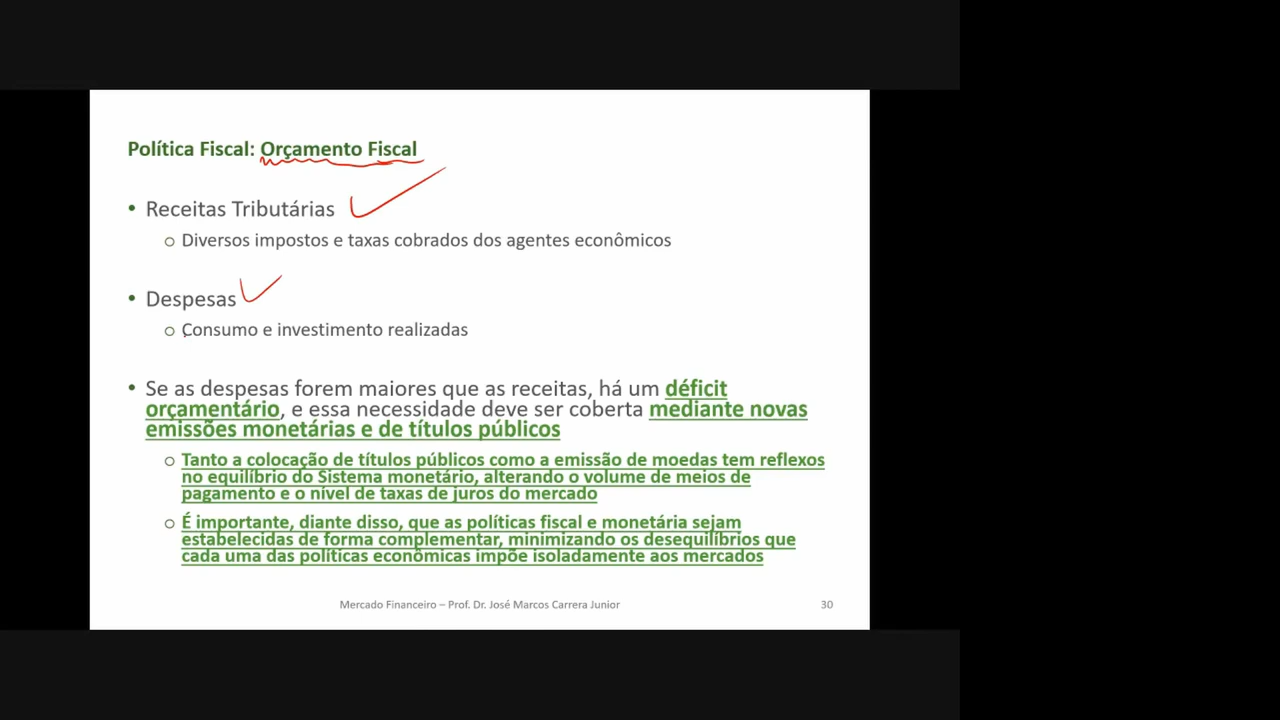 Política Fiscal: Orçamento Fiscal
• Receitas Tributárias
o Diversos impostos e taxas cobrados dos agentes econômicos
• Despesas
o Consumo e investimento realizadas
• Se as despesas forem maiores que as receitas, há um déficit
orçamentário, e essa necessidade deve ser coberta mediante novas
emissões monetárias e de títulos públicos
o Tanto a colocação de títulos públicos como a emissão de moedas tem reflexos
no equilíbrio do Sistema monetário, alterando o volume de meios de
pagamento e o nível de taxas de juros do mercado
o É importante, diante disso, que as políticas fiscal e monetária sejam
estabelecidas de forma complementar, minimizando os desequilíbrios que
cada uma das políticas econômicas impõe isoladamente aos mercados
Mercado Financeiro – Prof. Dr. José Marcos Carrera Junior 30